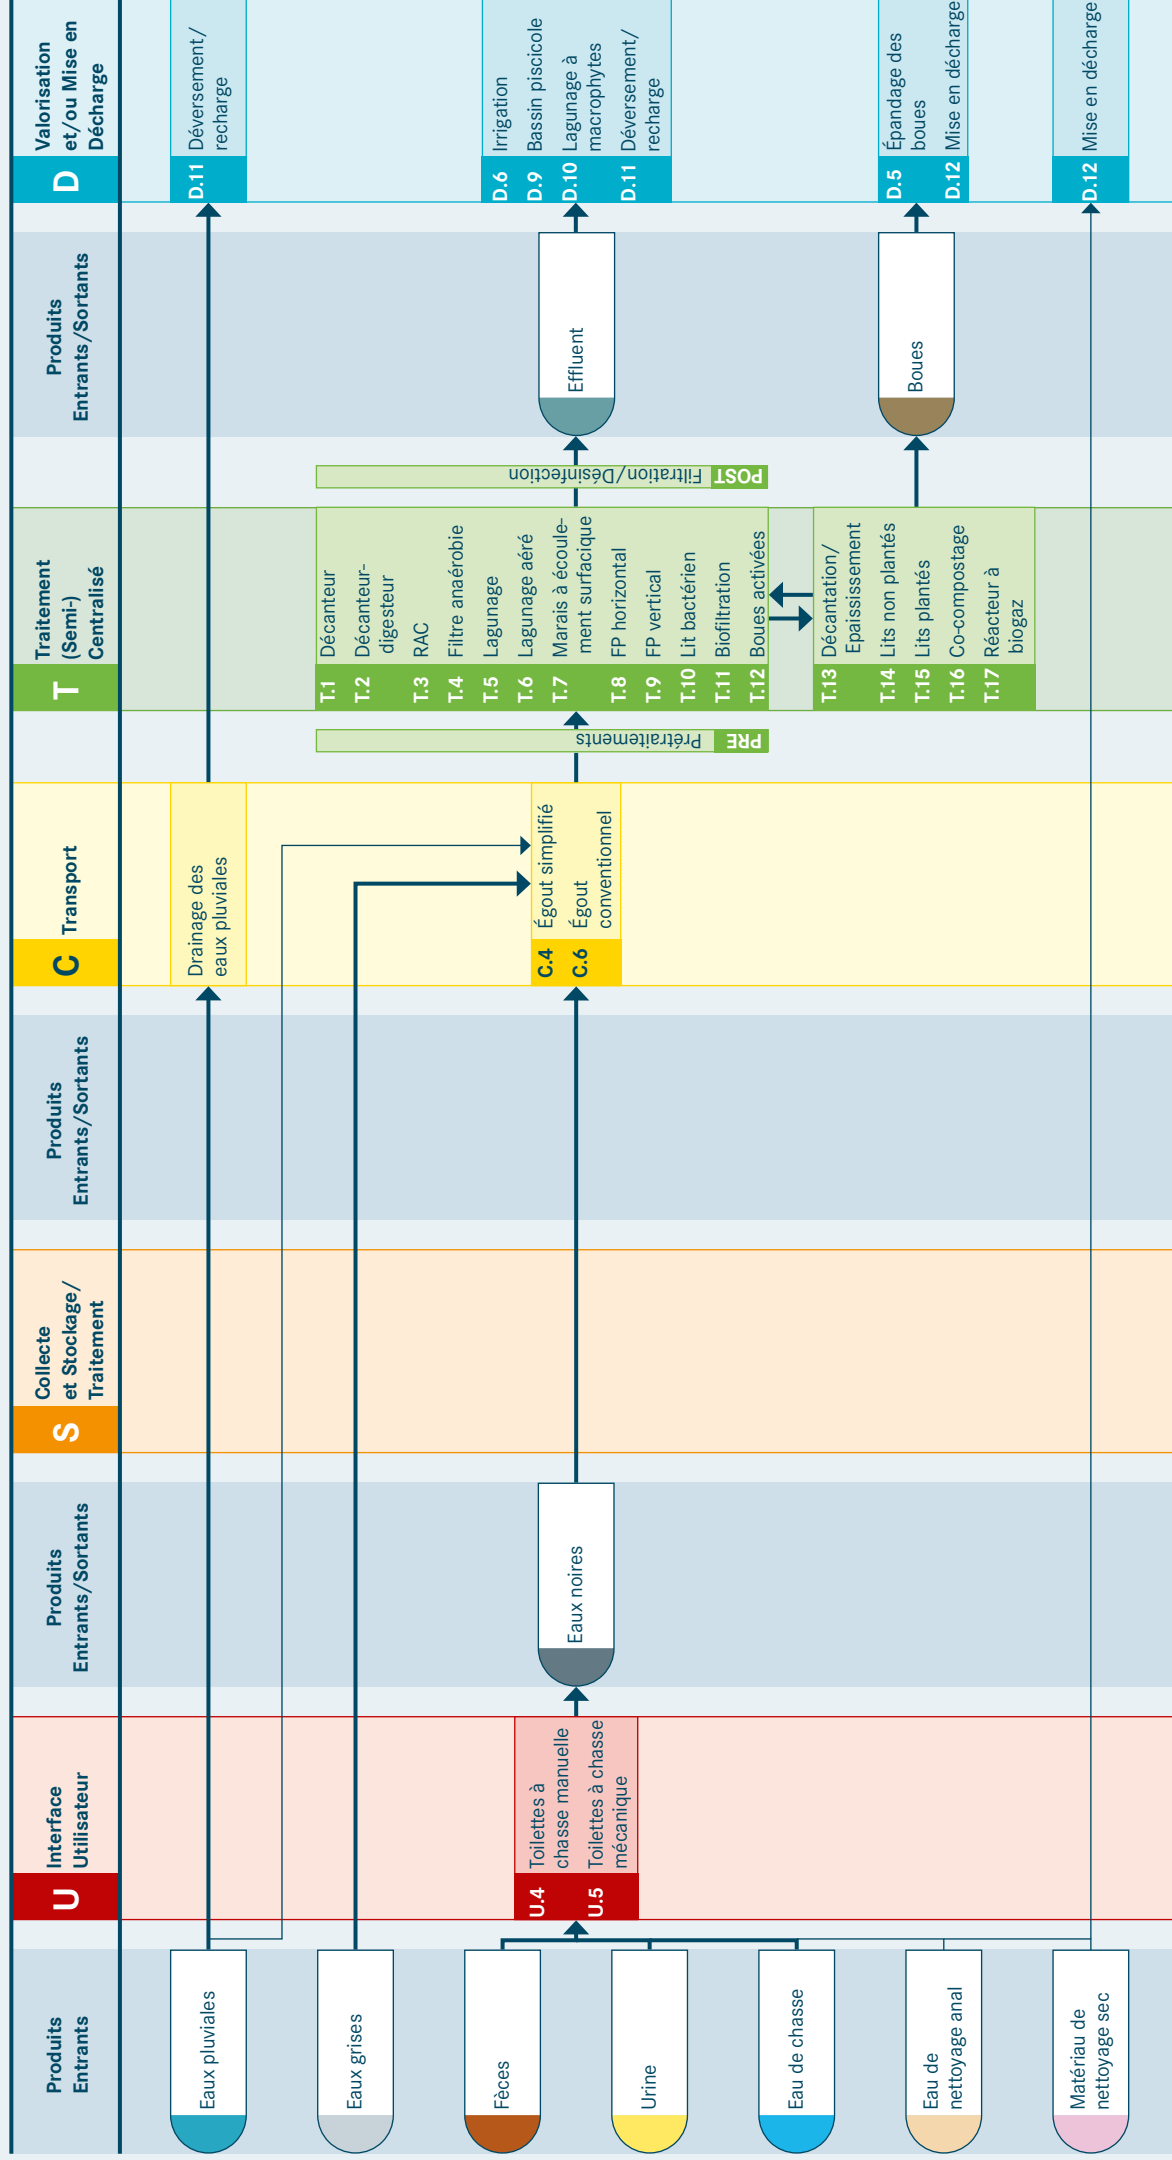 Produits
Entrants
U
Interface
Utilisateur
Produits
Entrants/Sortants
S
Collecte
et Stockage/
Traitement
Produits
Entrants/Sortants
C
Transport
T
Traitement
(Semi-)
Centralisé
Produits
Entrants/Sortants
D
Valorisation
et/ou Mise en
Décharge
Eaux pluviales
Eaux grises
Fèces
Urine
Eau de chasse
Eau de
nettoyage anal
Matériau de
nettoyage sec
U.4 Toilettes à
chasse manuelle
U.5 Toilettes à chasse
mécanique
Eaux noires
Drainage des
eaux pluviales
C.4 Égout simplifié
C.6 Égout
conventionnel
PRE Prétraitements
T.1 Décanteur
T.2 Décanteur-
digesteur
T.3 RAC
T.4 Filtre anaérobie
T.5 Lagunage
T.6 Lagunage aéré
T.7 Marais à écoule-
ment surfacique
T.8 FP horizontal
T.9 FP vertical
T.10 Lit bactérien
T.11 Biofiltration
T.12 Boues activées
T.13 Décantation/
Epaississement
T.14 Lits non plantés
T.15 Lits plantés
T.16 Co-compostage
T.17 Réacteur à
biogaz
POST Filtration/Désinfection
Effluent
Boues
D.11 Déversement/
recharge
D.6 Irrigation
D.9 Bassin piscicole
D.10 Lagunage à
macrophytes
D.11 Déversement/
recharge
D.5 Épandage des
boues
D.12 Mise en décharge
D.12 Mise en décharge